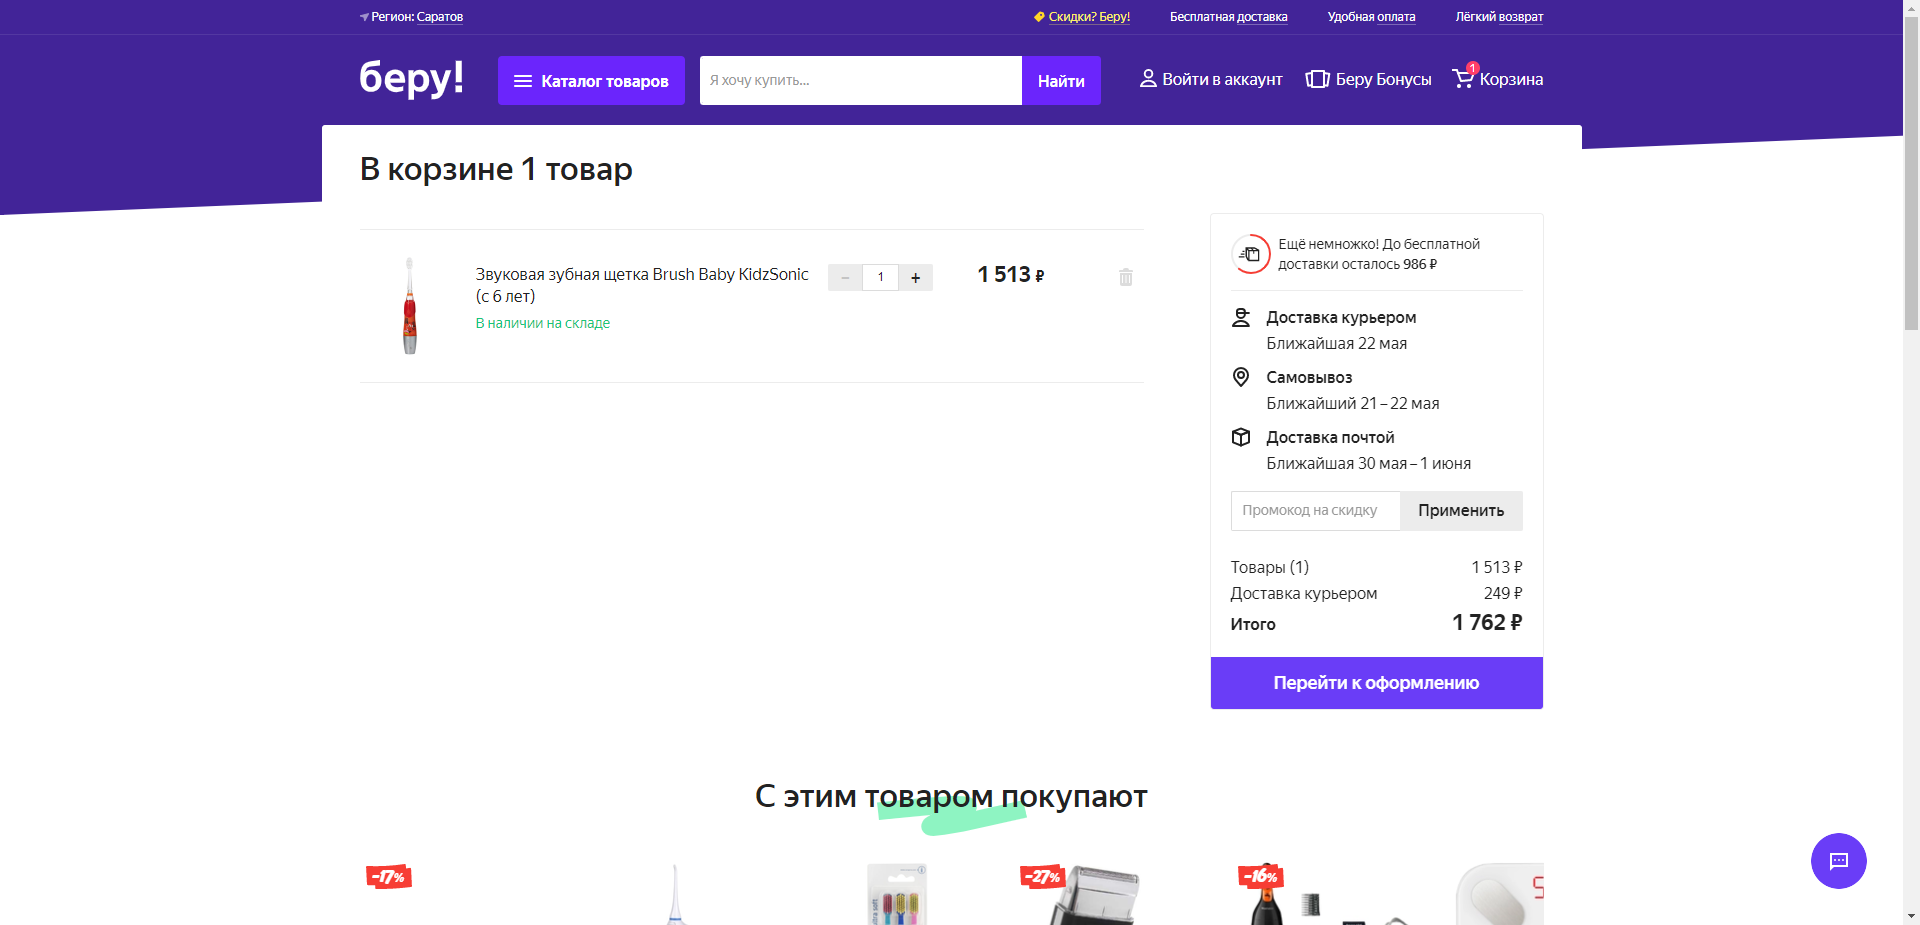 Регион: Саратов
Скидки? Беру!
Бесплатная доставка
Удобная оплата
Лёгкий возврат
беру!
Каталог товаров
Я хочу купить...
Найти
Войти в аккаунт
Беру Бонусы
1
Корзина
В корзине 1 товар
Звуковая зубная щетка Brush Baby KidzSonic
(с 6 лет)
В наличии на складе
− 1 +
1 513 ₽
Ещё немножко! До бесплатной
доставки осталось 986 ₽
Доставка курьером
Ближайшая 22 мая
Самовывоз
Ближайший 21 – 22 мая
Доставка почтой
Ближайшая 30 мая – 1 июня
Промокод на скидку
Применить
Товары (1) 1 513 ₽
Доставка курьером 249 ₽
Итого 1 762 ₽
Перейти к оформлению
С этим товаром покупают
-17%
-27%
-16%